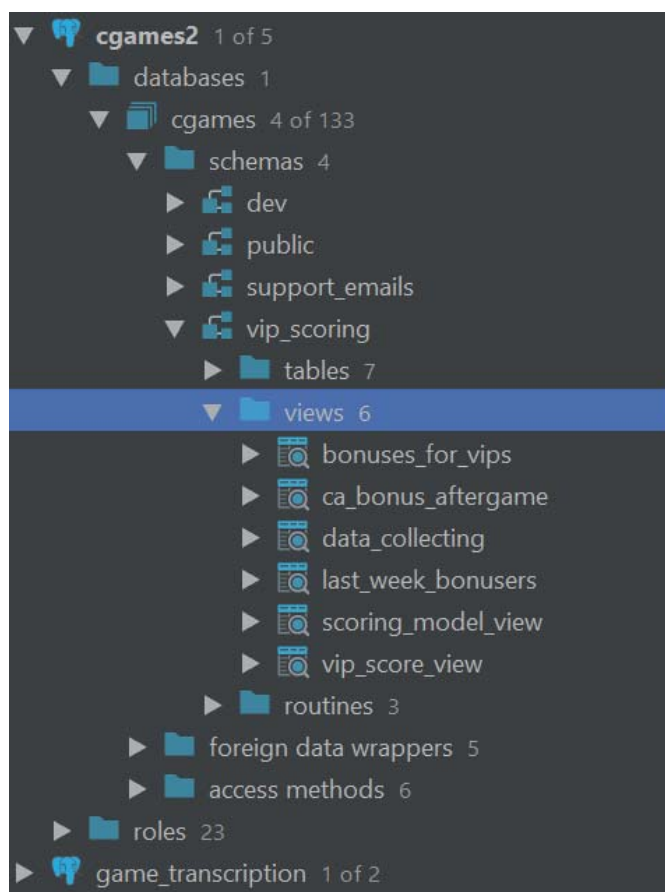 cgames2 1 of 5
databases 1
cgames 4 of 133
schemas 4
dev
public
support_emails
vip_scoring
tables 7
views 6
bonuses_for_vips
ca_bonus_aftergame
data_collecting
last_week_bonusers
scoring_model_view
vip_score_view
routines 3
foreign data wrappers 5
access methods 6
roles 23
game_transcription 1 of 2